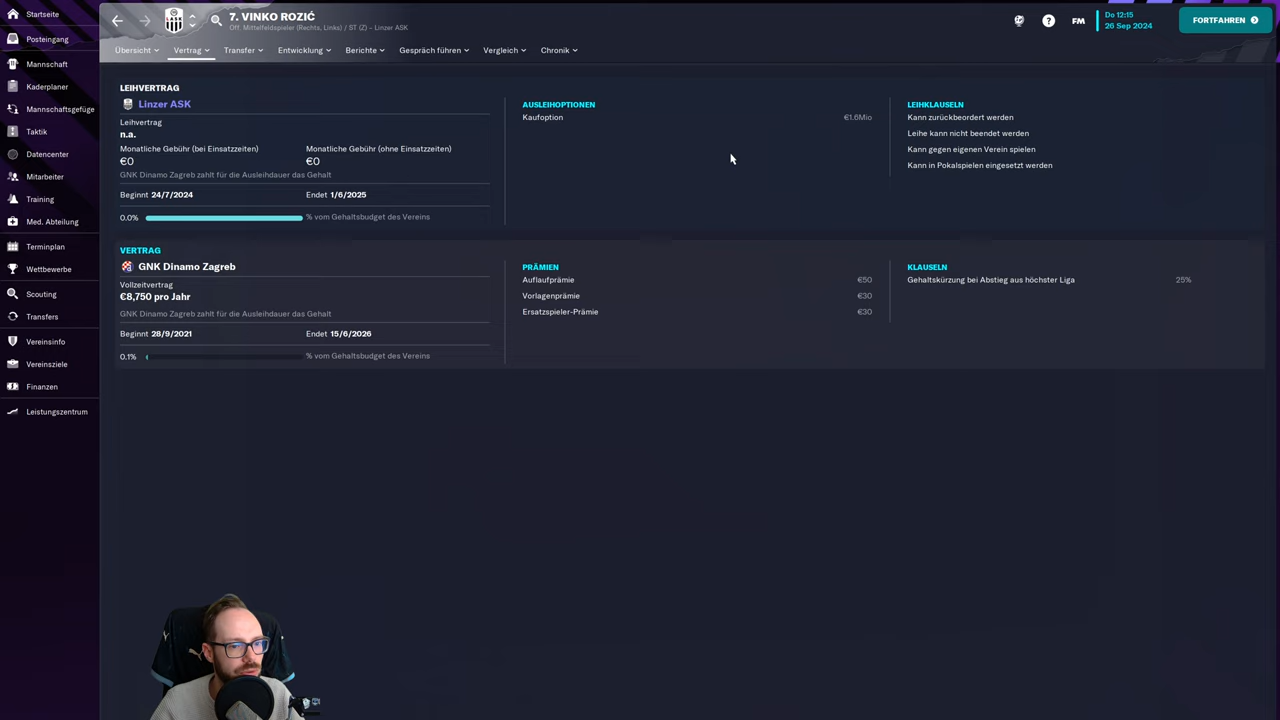 Startseite
Posteingang
Mannschaft
Kaderplaner
Mannschaftsgefüge
Taktik
Datencenter
Mitarbeiter
Training
Med. Abteilung
Terminplan
Wettbewerbe
Scouting
Transfers
Vereinsinfo
Vereinsziele
Finanzen
Leistungszentrum
7. VINKO ROZIĆ
Off. Mittelfeldspieler (Rechts, Links) / ST (Z) – Linzer ASK
FM
Do 12:15
26 Sep 2024
FORTFAHREN
Übersicht Vertrag Transfer Entwicklung Berichte Gespräch führen Vergleich Chronik
LEIHVERTRAG
Linzer ASK
Leihvertrag
n.a.
Monatliche Gebühr (bei Einsatzzeiten) Monatliche Gebühr (ohne Einsatzzeiten)
€0 €0
GNK Dinamo Zagreb zahlt für die Ausleihdauer das Gehalt
Beginnt 24/7/2024 Endet 1/6/2025
0.0% % vom Gehaltsbudget des Vereins
AUSLEIHOPTIONEN
Kaufoption €1.6Mio
LEIHKLAUSELN
Kann zurückbeordert werden
Leihe kann nicht beendet werden
Kann gegen eigenen Verein spielen
Kann in Pokalspielen eingesetzt werden
VERTRAG
GNK Dinamo Zagreb
Vollzeitvertrag
€8,750 pro Jahr
GNK Dinamo Zagreb zahlt für die Ausleihdauer das Gehalt
Beginnt 28/9/2021 Endet 15/6/2026
0.1% % vom Gehaltsbudget des Vereins
PRÄMIEN
Auflaufprämie €50
Vorlagenprämie €30
Ersatzspieler-Prämie €30
KLAUSELN
Gehaltskürzung bei Abstieg aus höchster Liga 25%